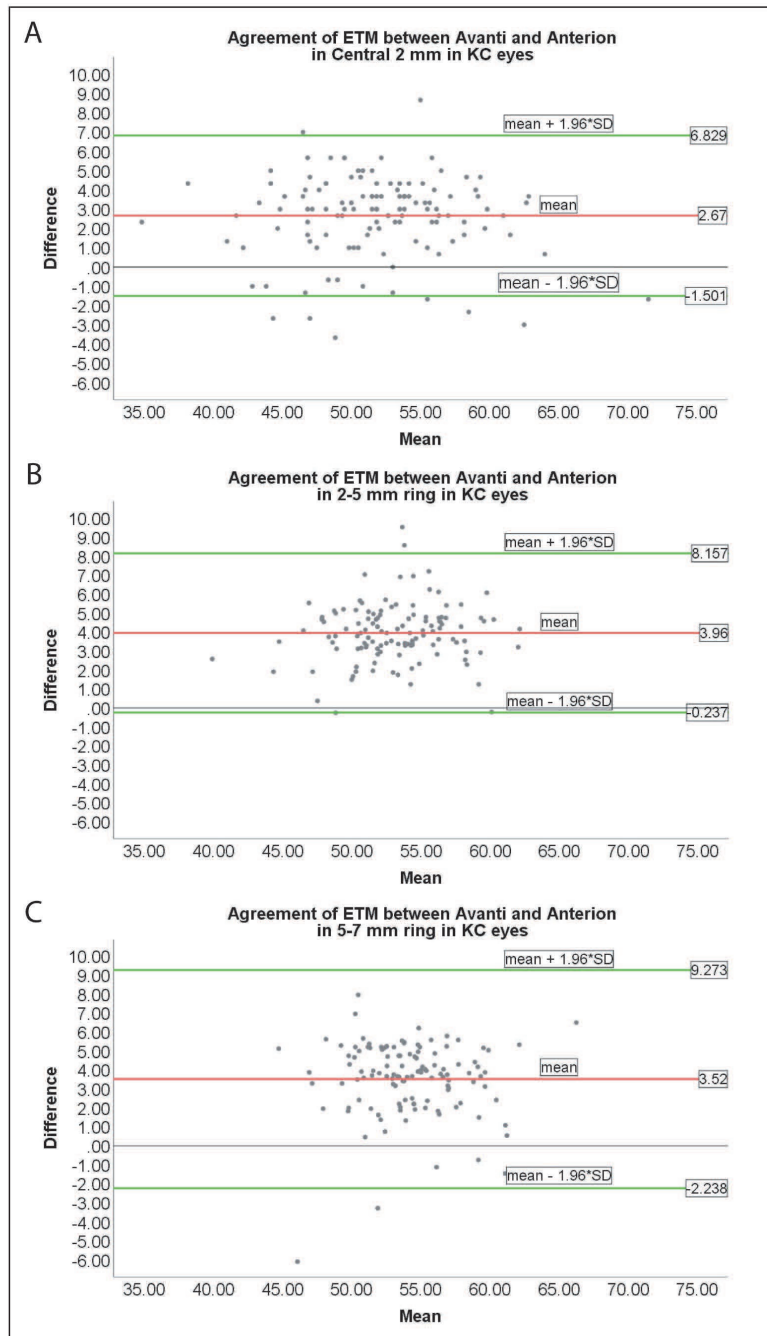 A
Agreement of ETM between Avanti and Anterion
in Central 2 mm in KC eyes
10.00
9.00
8.00
7.00
6.00
5.00
4.00
3.00
2.00
1.00
.00
-1.00
-2.00
-3.00
-4.00
-5.00
-6.00
Difference
mean + 1.96*SD
6.829
mean
2.67
mean - 1.96*SD
-1.501
35.00 40.00 45.00 50.00 55.00 60.00 65.00 70.00 75.00
Mean
B
Agreement of ETM between Avanti and Anterion
in 2-5 mm ring in KC eyes
10.00
9.00
8.00
7.00
6.00
5.00
4.00
3.00
2.00
1.00
.00
-1.00
-2.00
-3.00
-4.00
-5.00
-6.00
Difference
mean + 1.96*SD
8.157
mean
3.96
mean - 1.96*SD
-0.237
35.00 40.00 45.00 50.00 55.00 60.00 65.00 70.00 75.00
Mean
C
Agreement of ETM between Avanti and Anterion
in 5-7 mm ring in KC eyes
10.00
9.00
8.00
7.00
6.00
5.00
4.00
3.00
2.00
1.00
.00
-1.00
-2.00
-3.00
-4.00
-5.00
-6.00
Difference
mean + 1.96*SD
9.273
mean
3.52
mean - 1.96*SD
-2.238
35.00 40.00 45.00 50.00 55.00 60.00 65.00 70.00 75.00
Mean